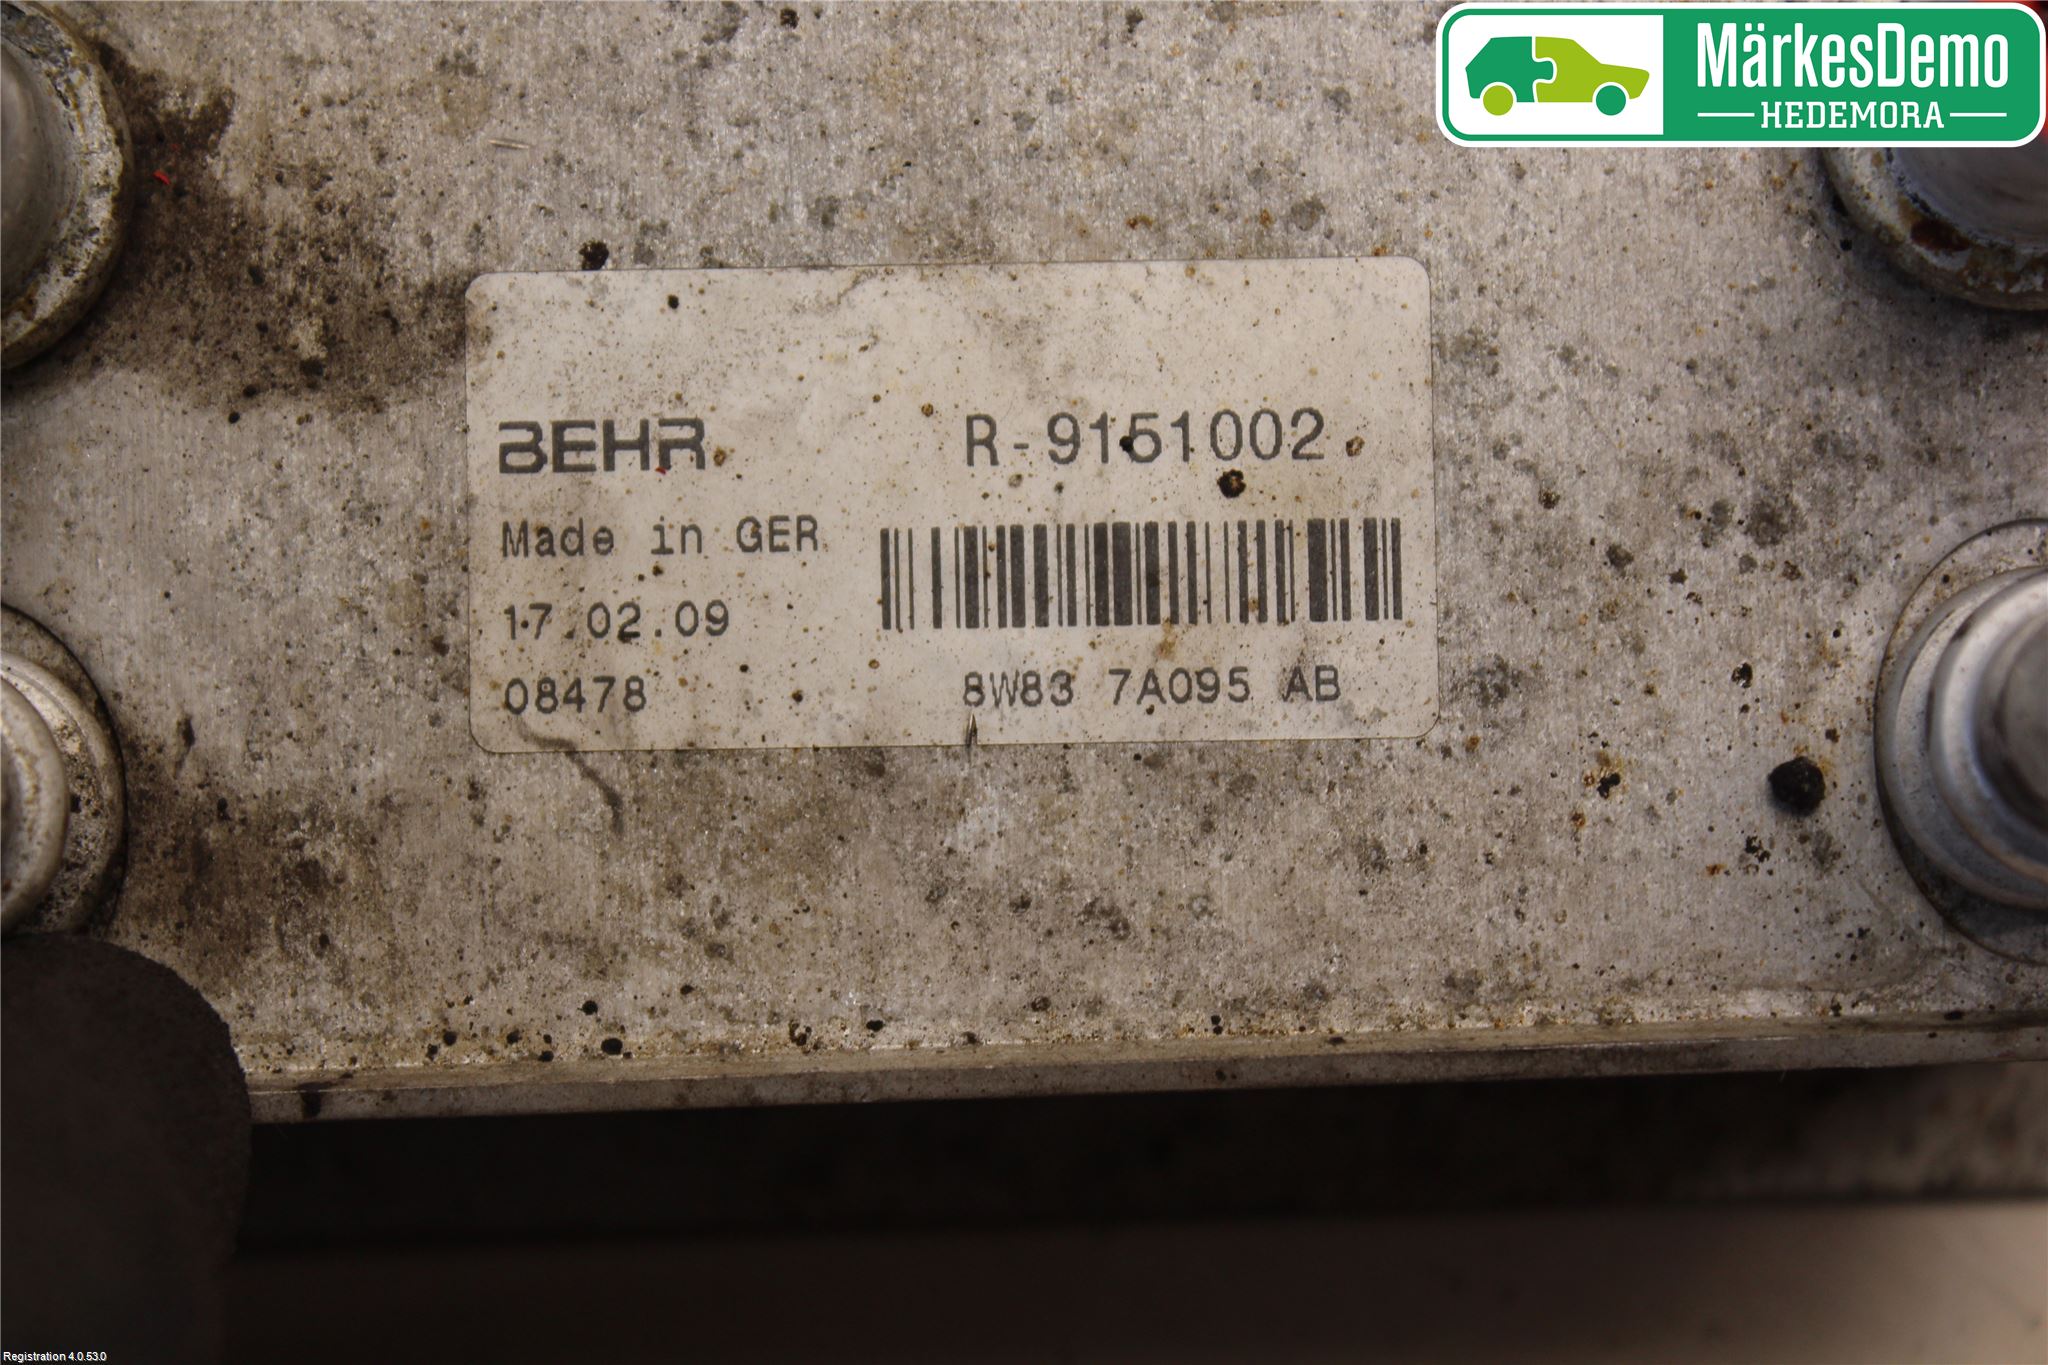 MärkesDemo
HEDEMORA
BEHR R-9151002
Made in GER
17.02.09
08478 8W83 7A095 AB
Registration 4.0.53.0